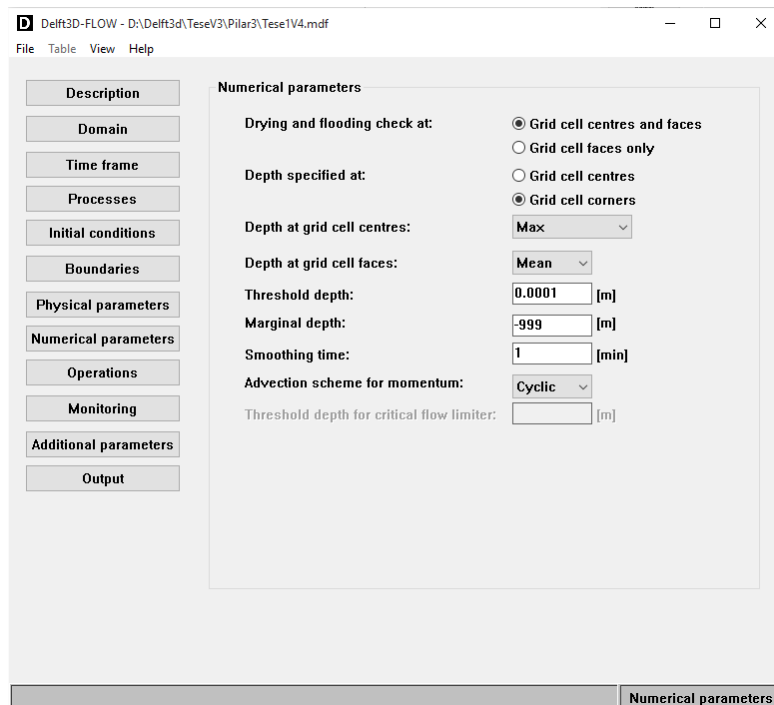 Delft3D-FLOW - D:\Delft3d\TeseV3\Pilar3\Tese1V4.mdf
File Table View Help
Description
Domain
Time frame
Processes
Initial conditions
Boundaries
Physical parameters
Numerical parameters
Operations
Monitoring
Additional parameters
Output
Numerical parameters
Drying and flooding check at: Grid cell centres and faces
Grid cell faces only
Depth specified at: Grid cell centres
Grid cell corners
Depth at grid cell centres: Max
Depth at grid cell faces: Mean
Threshold depth: 0.0001 [m]
Marginal depth: -999 [m]
Smoothing time: 1 [min]
Advection scheme for momentum: Cyclic
Threshold depth for critical flow limiter: [m]
Numerical parameters